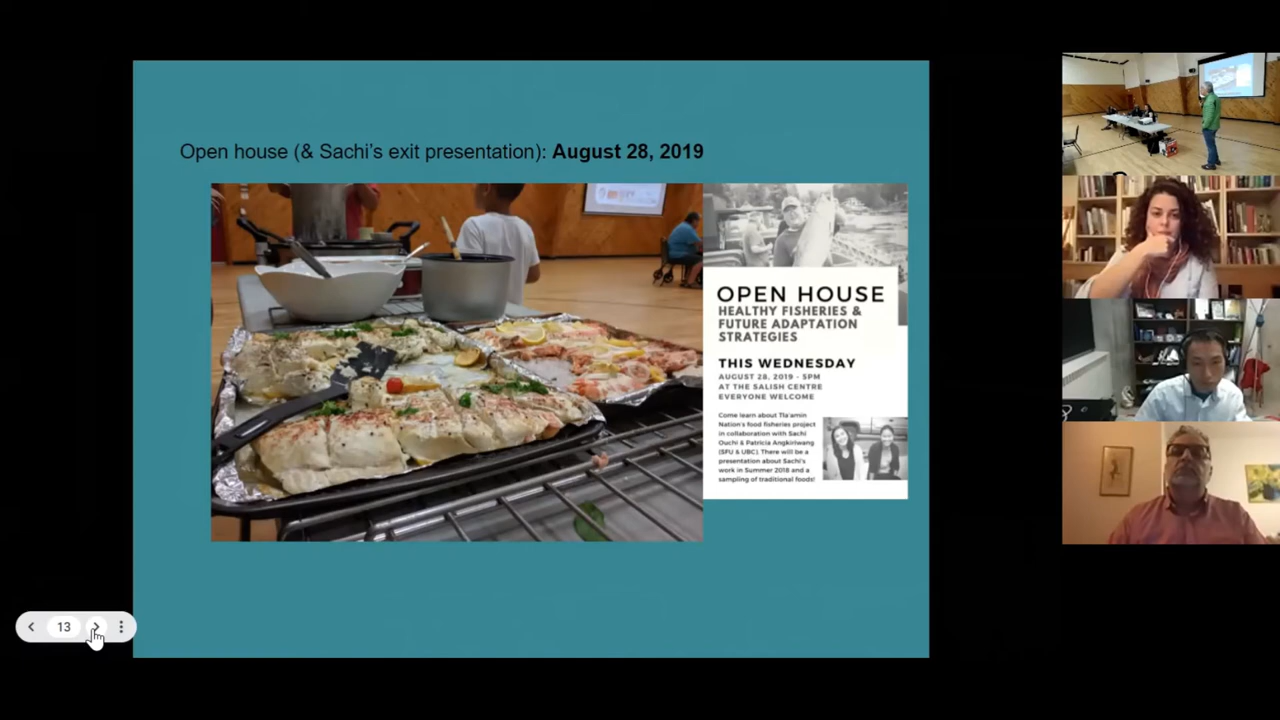 Open house (& Sachi's exit presentation): August 28, 2019
OPEN HOUSE
HEALTHY FISHERIES &
FUTURE ADAPTATION
STRATEGIES
THIS WEDNESDAY
AUGUST 28, 2019 - 5PM
AT THE SALISH CENTRE
EVERYONE WELCOME
Come learn about Tla'amin
Nation's food fisheries project
in collaboration with Sachi
Ouchi & Patricia Angkiriwang
(SFU & UBC). There will be a
presentation about Sachi's
work in Summer 2018 and a
sampling of traditional foods!
13